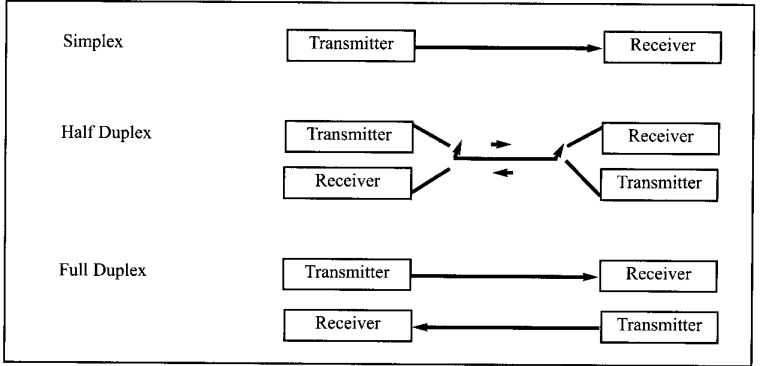 Simplex Transmitter Receiver
Half Duplex Transmitter Receiver
Receiver Transmitter
Full Duplex Transmitter Receiver
Receiver Transmitter